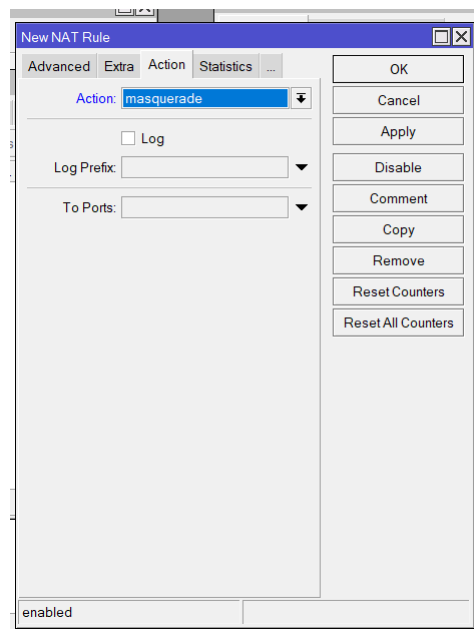 New NAT Rule
Advanced Extra Action Statistics ...
Action: masquerade
Log
Log Prefix:
To Ports:
OK
Cancel
Apply
Disable
Comment
Copy
Remove
Reset Counters
Reset All Counters
enabled